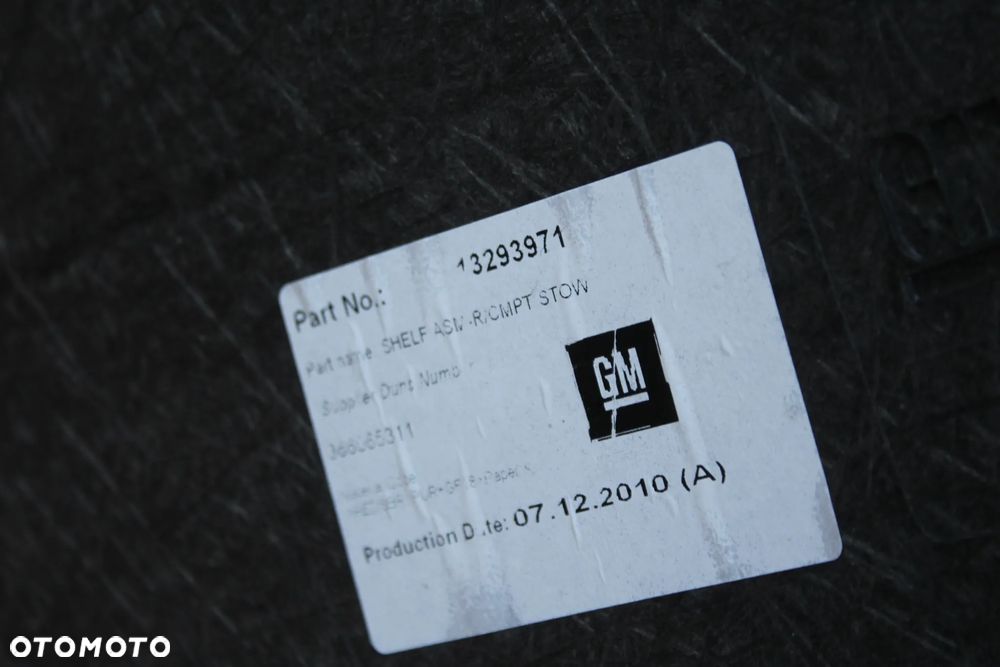 Part No.: 13293971
Part name SHELF ASM-R/CMPT STOW
Supplier Duns Number
GM
Production Date: 07.12.2010 (A)
OTOMOTO